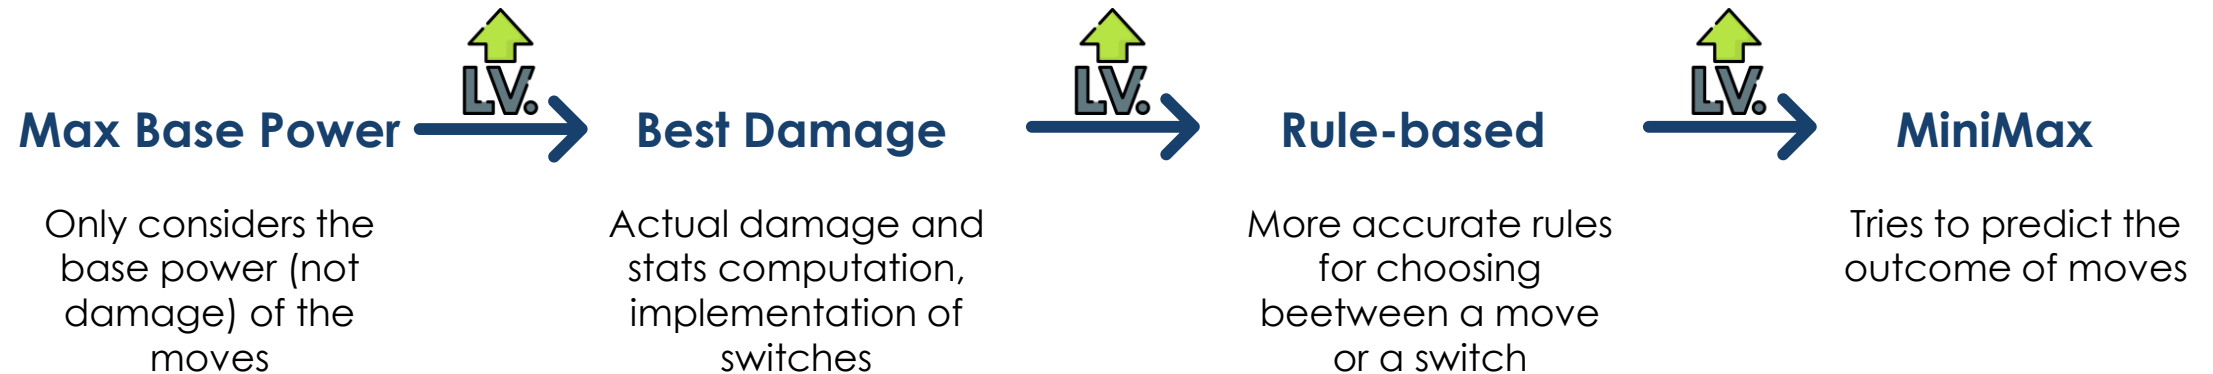 LV.
LV.
LV.
Max Base Power
Best Damage
Rule-based
MiniMax
Only considers the
base power (not
damage) of the
moves
Actual damage and
stats computation,
implementation of
switches
More accurate rules
for choosing
beetween a move
or a switch
Tries to predict the
outcome of moves